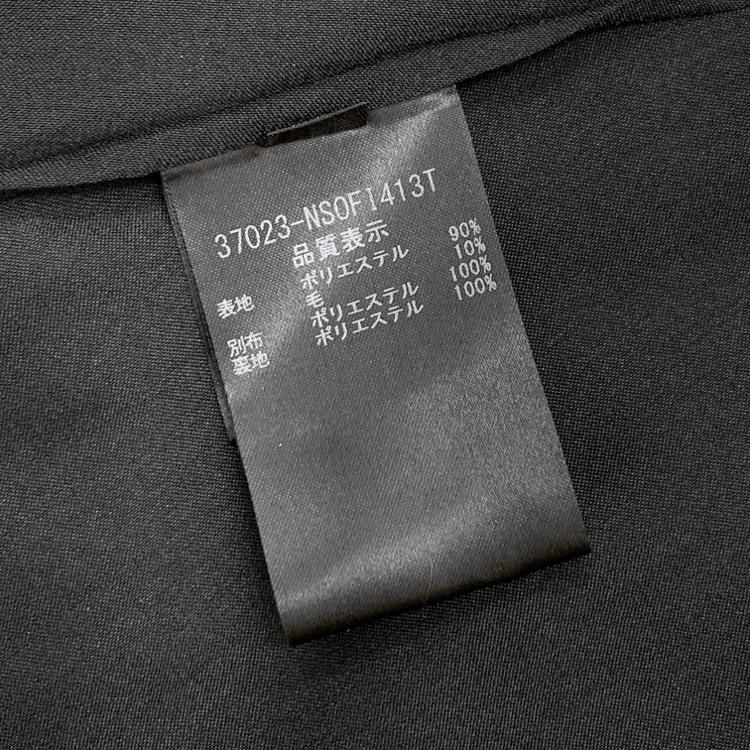 37023-NSOFI413T
品質表示
表地 ポリエステル 90%
毛 10%
別布 ポリエステル 100%
裏地 ポリエステル 100%